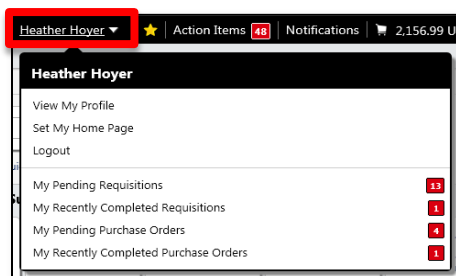 Heather Hoyer ▼ ★ Action Items 48 Notifications 2,156.99 U
Heather Hoyer
View My Profile
Set My Home Page
Logout
My Pending Requisitions 13
My Recently Completed Requisitions 1
My Pending Purchase Orders 4
My Recently Completed Purchase Orders 1